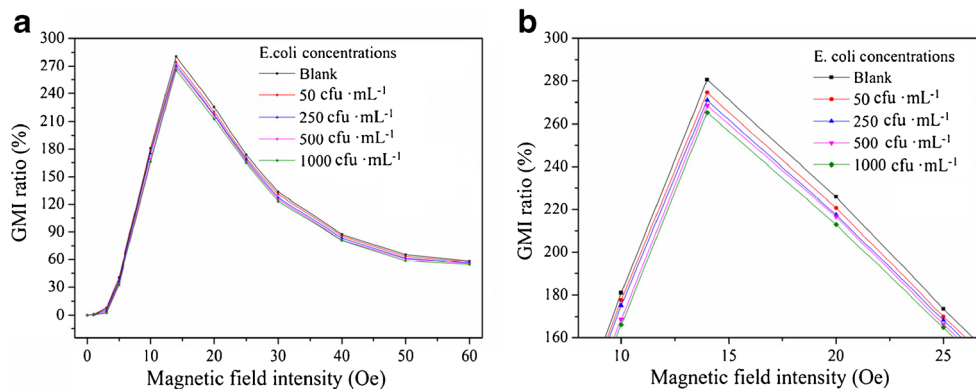 a
300
270
240
210
180
150
120
90
60
30
0
GMI ratio (%)
E.coli concentrations
Blank
50 cfu ·mL⁻¹
250 cfu ·mL⁻¹
500 cfu ·mL⁻¹
1000 cfu ·mL⁻¹
0 10 20 30 40 50 60
Magnetic field intensity (Oe)
b
300
280
260
240
220
200
180
160
GMI ratio (%)
E. coli concentrations
Blank
50 cfu ·mL⁻¹
250 cfu ·mL⁻¹
500 cfu ·mL⁻¹
1000 cfu ·mL⁻¹
10 15 20 25
Magnetic field intensity (Oe)